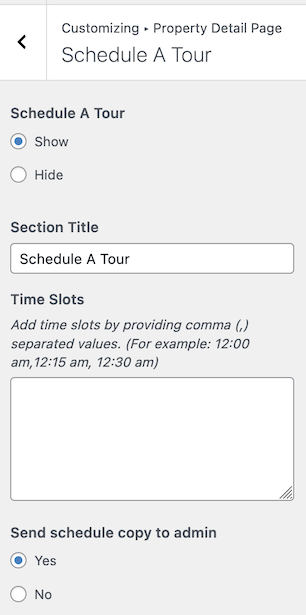 Customizing ▸ Property Detail Page
Schedule A Tour
Schedule A Tour
Show
Hide
Section Title
Schedule A Tour
Time Slots
Add time slots by providing comma (,)
separated values. (For example: 12:00
am,12:15 am, 12:30 am)
Send schedule copy to admin
Yes
No